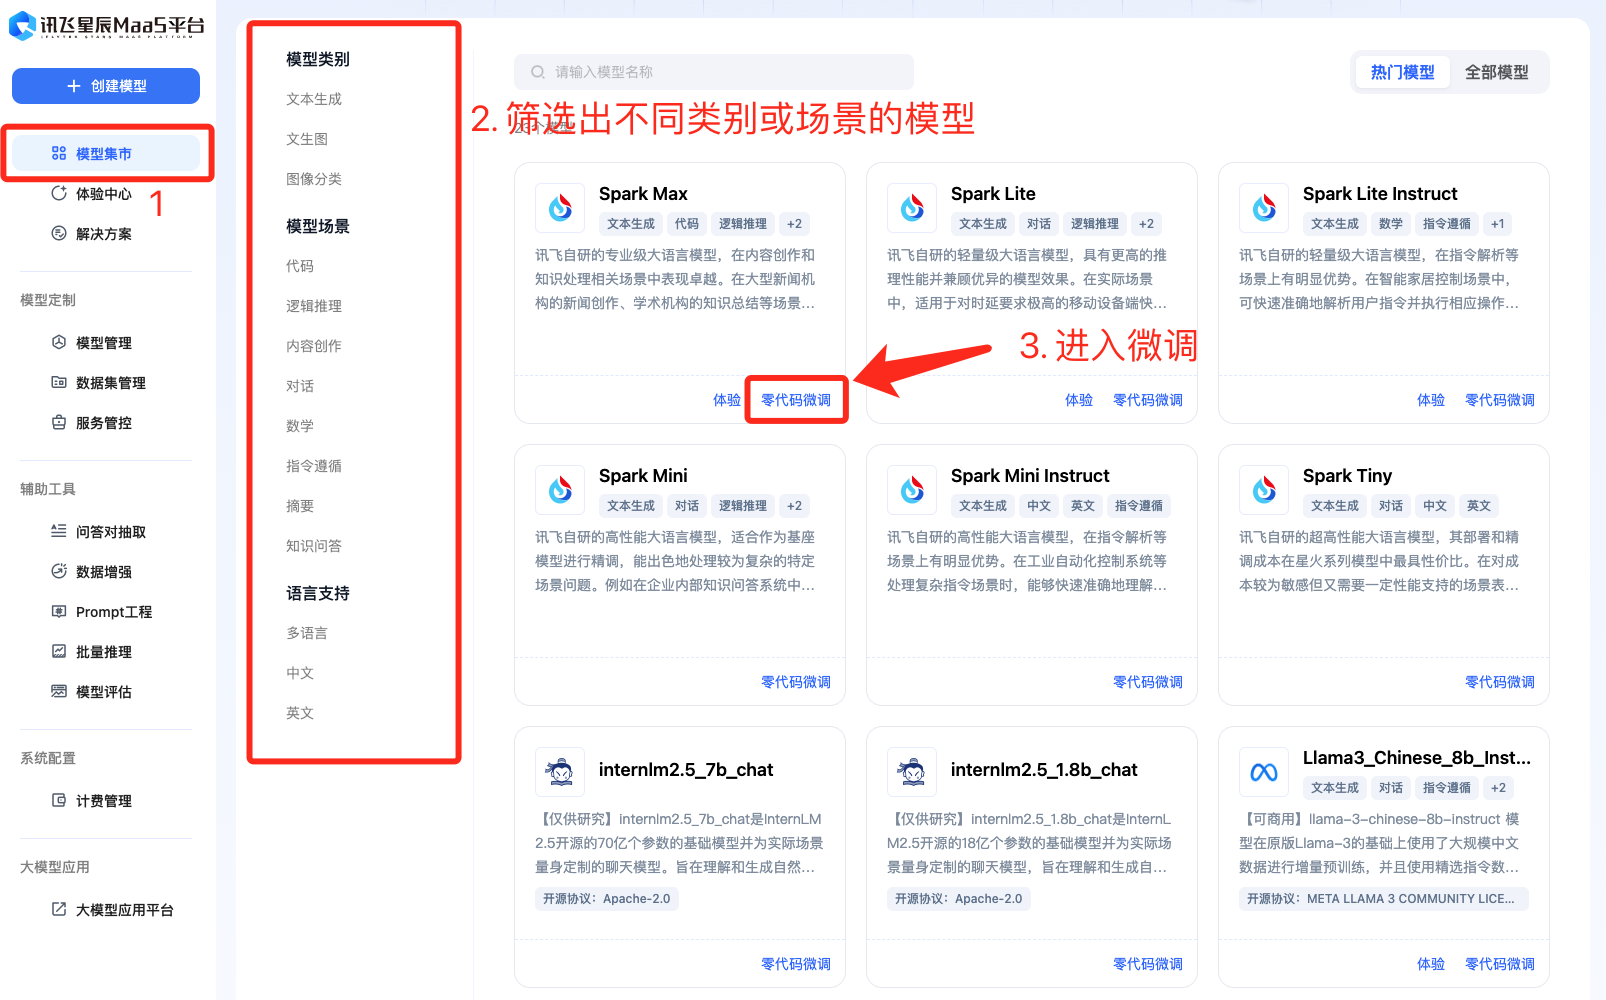 讯飞星辰MaaS平台
IFLYTEK STARS MAAS PLATFORM
创建模型
模型集市
1
体验中心
解决方案
模型定制
模型管理
数据集管理
服务管控
辅助工具
问答对抽取
数据增强
Prompt工程
批量推理
模型评估
系统配置
计费管理
大模型应用
大模型应用平台
模型类别
文本生成
文生图
图像分类
模型场景
代码
逻辑推理
内容创作
对话
数学
指令遵循
摘要
知识问答
语言支持
多语言
中文
英文
请输入模型名称
热门模型 全部模型
2. 筛选出不同类别或场景的模型
23个模型
Spark Max
文本生成 代码 逻辑推理 +2
讯飞自研的专业级大语言模型，在内容创作和
知识处理相关场景中表现卓越。在大型新闻机
构的新闻创作、学术机构的知识总结等场景...
体验 零代码微调
Spark Lite
文本生成 对话 逻辑推理 +2
讯飞自研的轻量级大语言模型，具有更高的推
理性能并兼顾优异的模型效果。在实际场景
中，适用于对时延要求极高的移动设备端快...
3. 进入微调
体验 零代码微调
Spark Lite Instruct
文本生成 数学 指令遵循 +1
讯飞自研的轻量级大语言模型，在指令解析等
场景上有明显优势。在智能家居控制场景中，
可快速准确地解析用户指令并执行相应操作...
体验 零代码微调
Spark Mini
文本生成 对话 逻辑推理 +2
讯飞自研的高性能大语言模型，适合作为基座
模型进行精调，能出色地处理较为复杂的特定
场景问题。例如在企业内部知识问答系统中...
零代码微调
Spark Mini Instruct
文本生成 中文 英文 指令遵循
讯飞自研的高性能大语言模型，在指令解析等
场景上有明显优势。在工业自动化控制系统等
处理复杂指令场景时，能够快速准确地理解...
零代码微调
Spark Tiny
文本生成 对话 中文 英文
讯飞自研的超高性能大语言模型，其部署和精
调成本在星火系列模型中最具性价比。在对成
本较为敏感但又需要一定性能支持的场景表...
零代码微调
internlm2.5_7b_chat
【仅供研究】internlm2.5_7b_chat是InternLM
2.5开源的70亿个参数的基础模型并为实际场景
量身定制的聊天模型。旨在理解和生成自然...
开源协议：Apache-2.0
零代码微调
internlm2.5_1.8b_chat
【仅供研究】internlm2.5_1.8b_chat是InternL
M2.5开源的18亿个参数的基础模型并为实际场
景量身定制的聊天模型，旨在理解和生成自...
开源协议：Apache-2.0
零代码微调
Llama3_Chinese_8b_Inst...
文本生成 对话 指令遵循 +2
【可商用】llama-3-chinese-8b-instruct 模
型在原版Llama-3的基础上使用了大规模中文
数据进行增量预训练，并且使用精选指令数...
开源协议：META LLAMA 3 COMMUNITY LICE...
体验 零代码微调